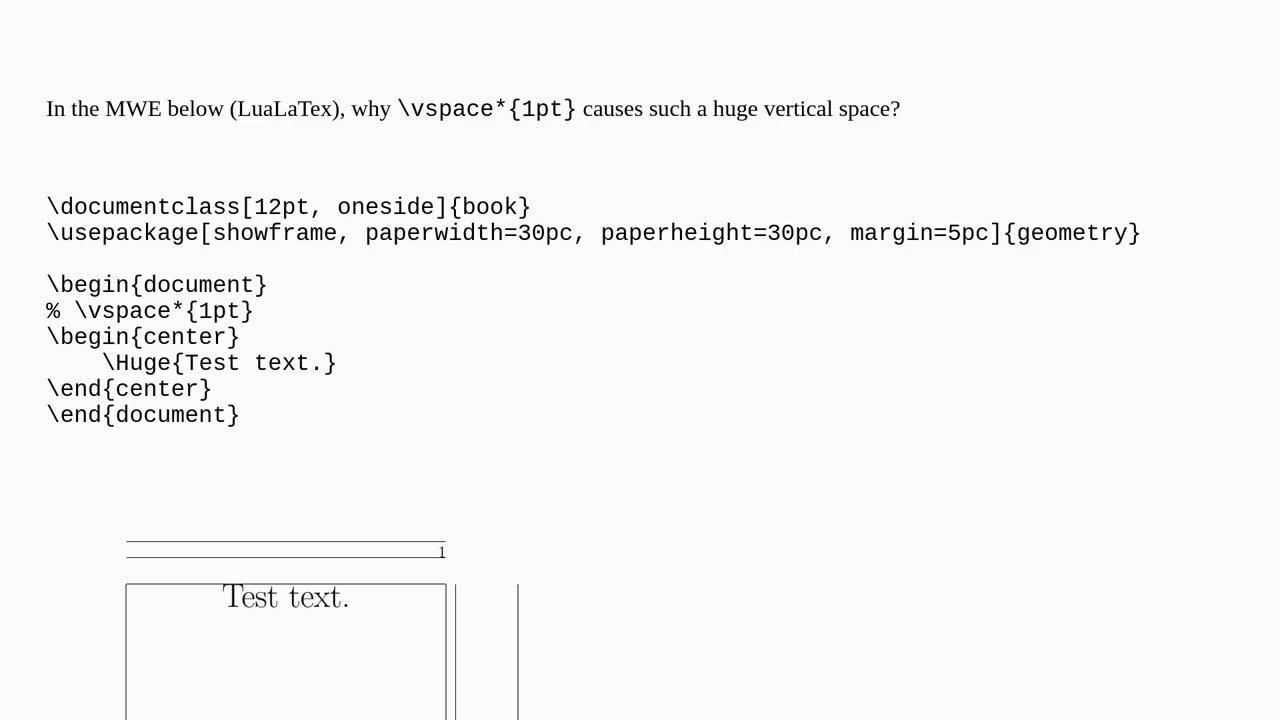 In the MWE below (LuaLaTex), why \vspace*{1pt} causes such a huge vertical space?
\documentclass[12pt, oneside]{book}
\usepackage[showframe, paperwidth=30pc, paperheight=30pc, margin=5pc]{geometry}
\begin{document}
% \vspace*{1pt}
\begin{center}
    \Huge{Test text.}
\end{center}
\end{document}
1
Test text.